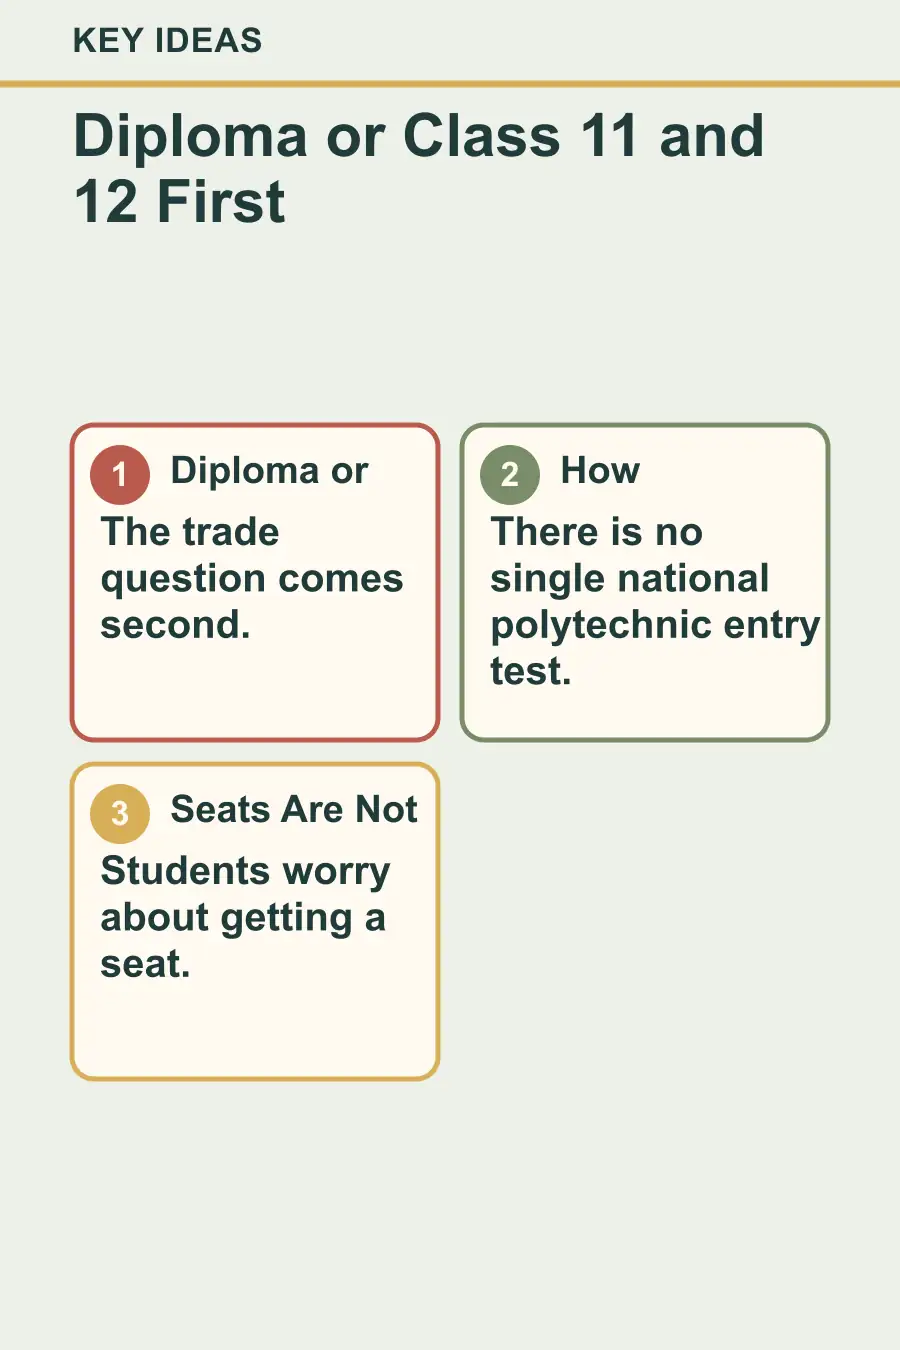 KEY IDEAS
Diploma or Class 11 and
12 First
1 Diploma or
The trade
question comes
second.
2 How
There is no
single national
polytechnic entry
test.
3 Seats Are Not
Students worry
about getting a
seat.